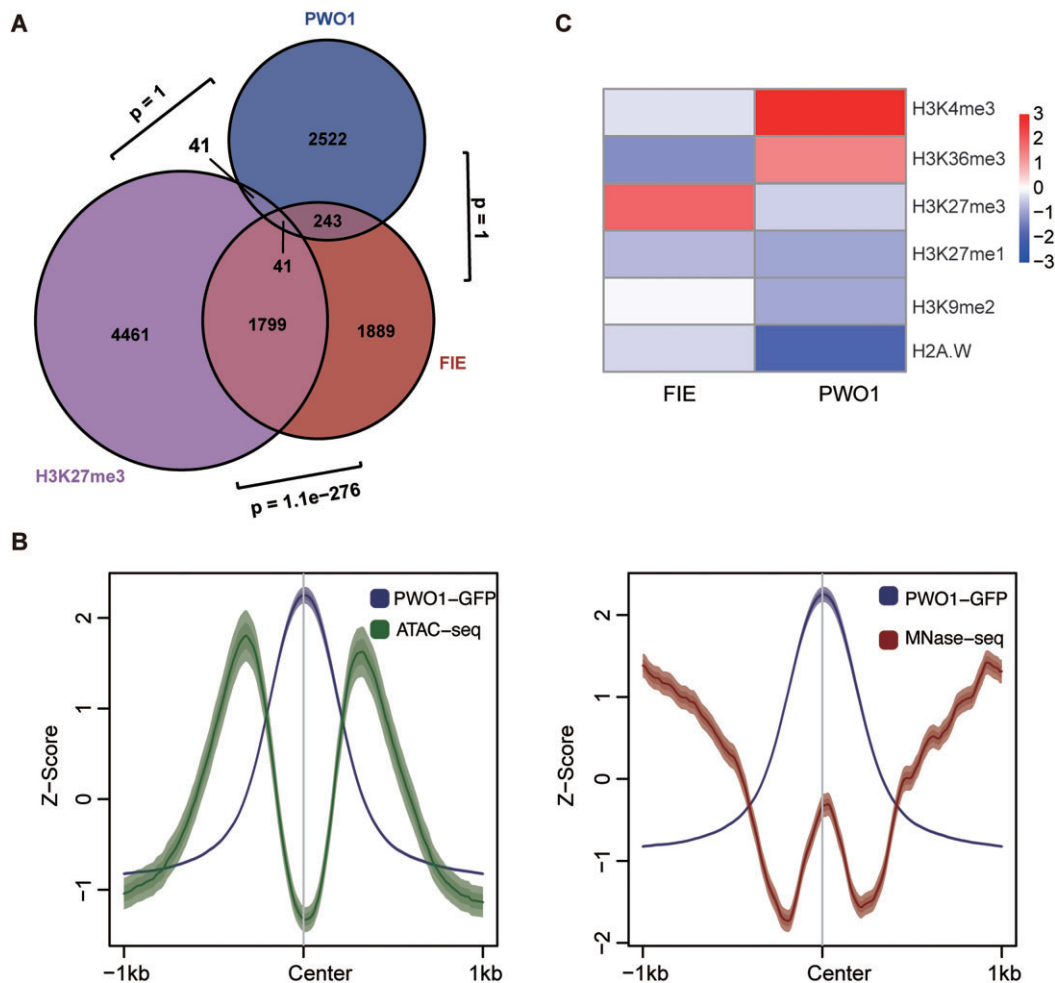 A
PWO1
p = 1
41
2522
p=1
243
41
4461
1799
1889
FIE
H3K27me3
p = 1.1e−276
C
H3K4me3
H3K36me3
H3K27me3
H3K27me1
H3K9me2
H2A.W
3
2
1
0
−1
−2
−3
FIE
PWO1
B
Z−Score
2
1
0
−1
PWO1−GFP
ATAC−seq
−1kb
Center
1kb
Z−Score
2
1
0
−1
−2
PWO1−GFP
MNase−seq
−1kb
Center
1kb